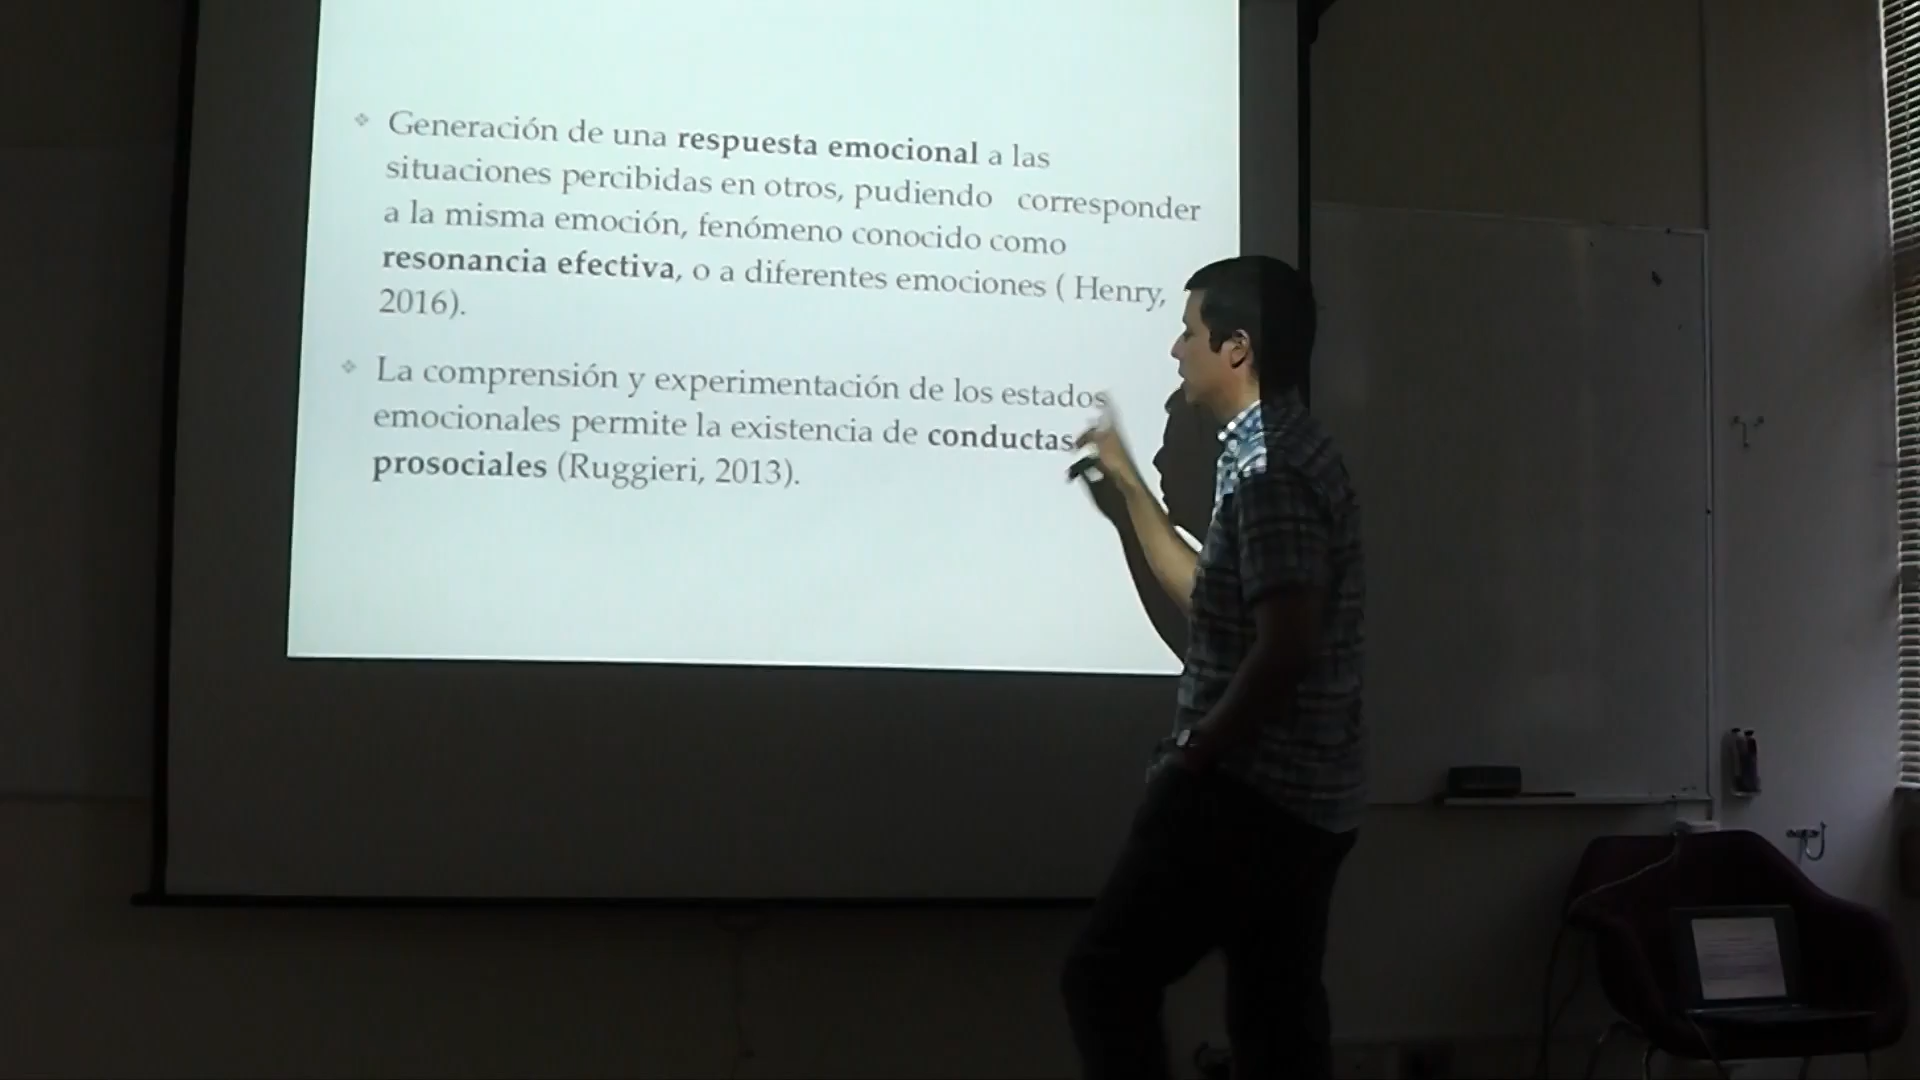 Generación de una respuesta emocional a las
situaciones percibidas en otros, pudiendo corresponder
a la misma emoción, fenómeno conocido como
resonancia efectiva, o a diferentes emociones ( Henry,
2016).
La comprensión y experimentación de los estados
emocionales permite la existencia de conductas
prosociales (Ruggieri, 2013).